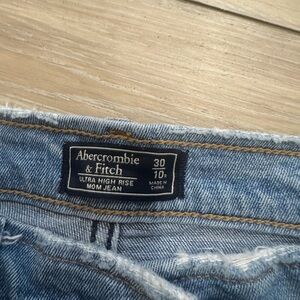 Abercrombie
& Fitch
ULTRA HIGH RISE
MOM JEAN
30
10R
MADE IN
CHINA